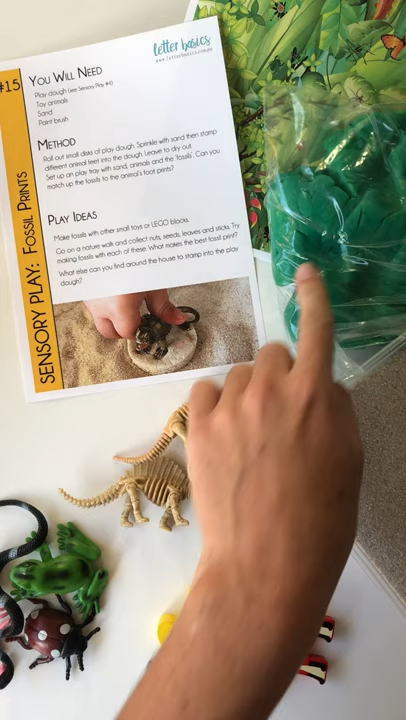 letter basics
www.letterbasics.com.au
#15
YOU WILL NEED
Play dough (see Sensory Play #4)
Toy animals
Sand
Paint brush
METHOD
Roll out small disks of play dough. Sprinkle with sand then stamp
different animal feet into the dough. Leave to dry out.
Set up an play tray with sand, animals and the 'fossils'. Can you
match up the fossils to the animal's foot prints?
PLAY IDEAS
Make fossils with other small toys or LEGO blocks.
Go on a nature walk and collect nuts, seeds, leaves and sticks. Try
making fossils with each of these. What makes the best fossil print?
What else can you find around the house to stamp into the play
dough?
SENSORY PLAY: FOSSIL PRINTS